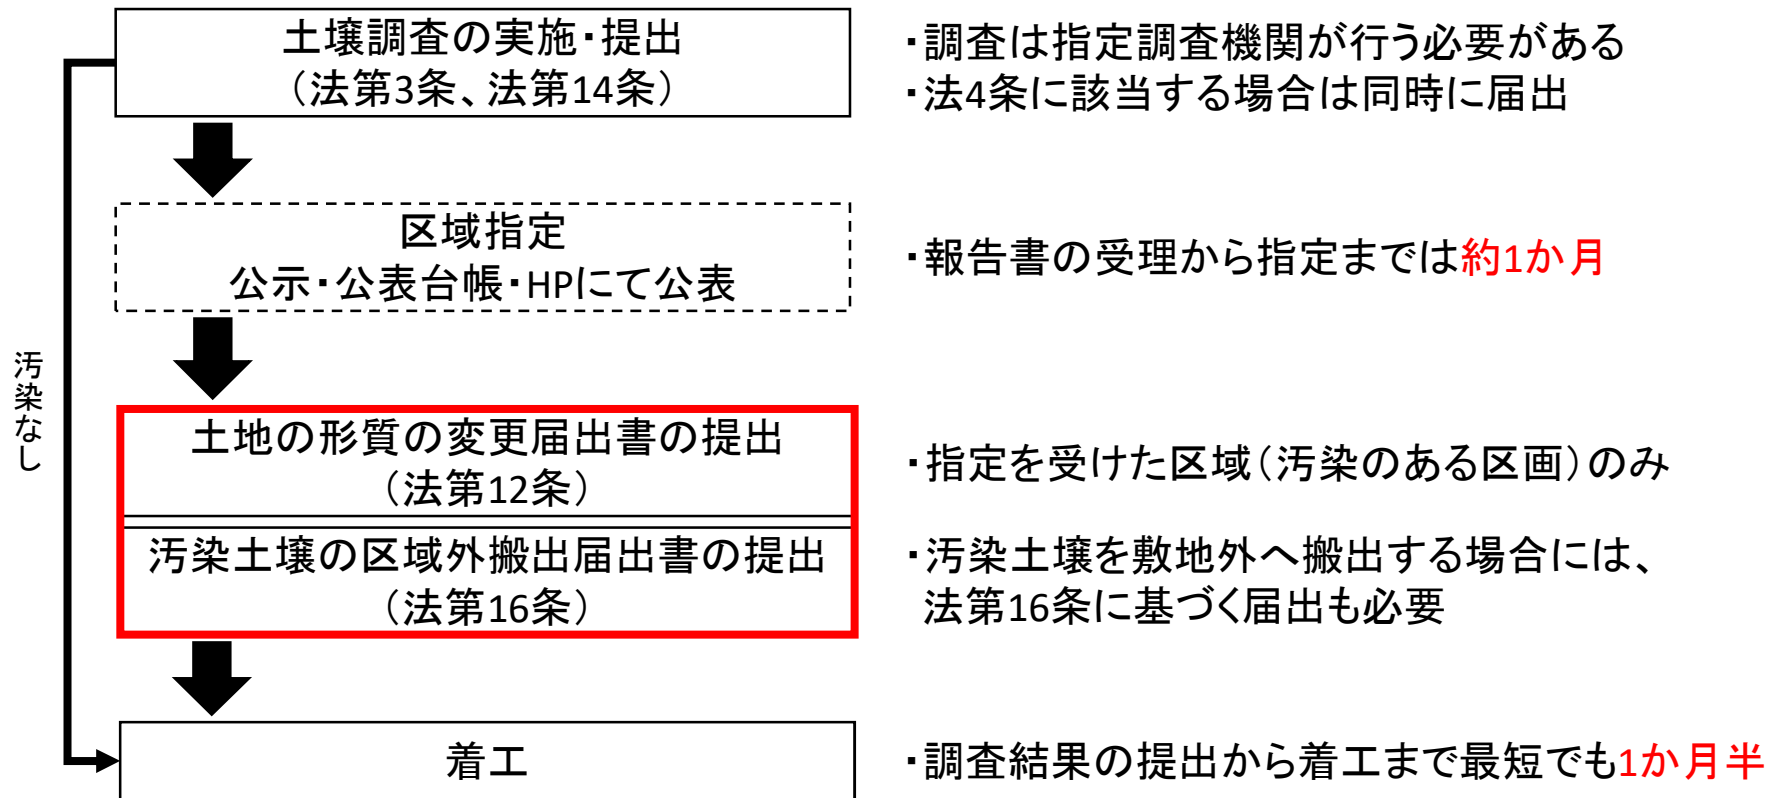 土壌調査の実施・提出
（法第3条、法第14条）
・調査は指定調査機関が行う必要がある
・法4条に該当する場合は同時に届出
区域指定
公示・公表台帳・HPにて公表
・報告書の受理から指定までは約1か月
汚染なし
土地の形質の変更届出書の提出
（法第12条）
・指定を受けた区域（汚染のある区画）のみ
汚染土壌の区域外搬出届出書の提出
（法第16条）
・汚染土壌を敷地外へ搬出する場合には、
法第16条に基づく届出も必要
着工
・調査結果の提出から着工まで最短でも1か月半